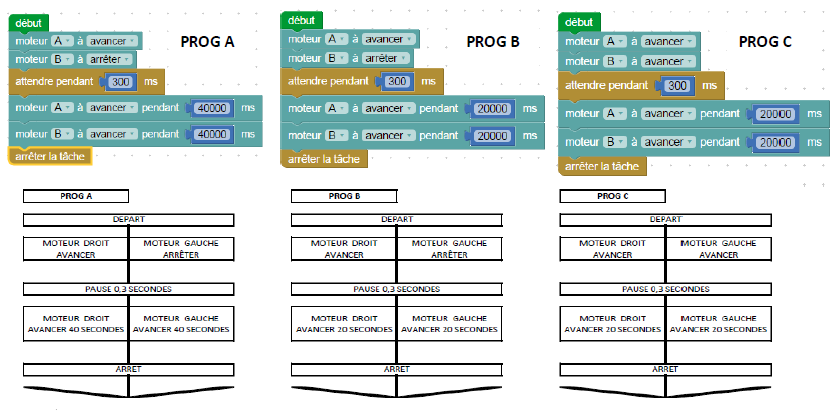 début
moteur A à avancer
PROG A
moteur B à arrêter
attendre pendant 300 ms
moteur A à avancer pendant 40000 ms
moteur B à avancer pendant 40000 ms
arrêter la tâche
début
moteur A à avancer
PROG B
moteur B à arrêter
attendre pendant 300 ms
moteur A à avancer pendant 20000 ms
moteur B à avancer pendant 20000 ms
arrêter la tâche
début
moteur A à avancer
PROG C
moteur B à avancer
attendre pendant 300 ms
moteur A à avancer pendant 20000 ms
moteur B à avancer pendant 20000 ms
arrêter la tâche
PROG A
DEPART
MOTEUR DROIT
AVANCER
MOTEUR GAUCHE
ARRÊTER
PAUSE 0,3 SECONDES
MOTEUR DROIT
AVANCER 40 SECONDES
MOTEUR GAUCHE
AVANCER 40 SECONDES
ARRET
PROG B
DEPART
MOTEUR DROIT
AVANCER
MOTEUR GAUCHE
ARRÊTER
PAUSE 0,3 SECONDES
MOTEUR DROIT
AVANCER 20 SECONDES
MOTEUR GAUCHE
AVANCER 20 SECONDES
ARRET
PROG C
DEPART
MOTEUR DROIT
AVANCER
MOTEUR GAUCHE
AVANCER
PAUSE 0,3 SECONDES
MOTEUR DROIT
AVANCER 20 SECONDES
MOTEUR GAUCHE
AVANCER 20 SECONDES
ARRET